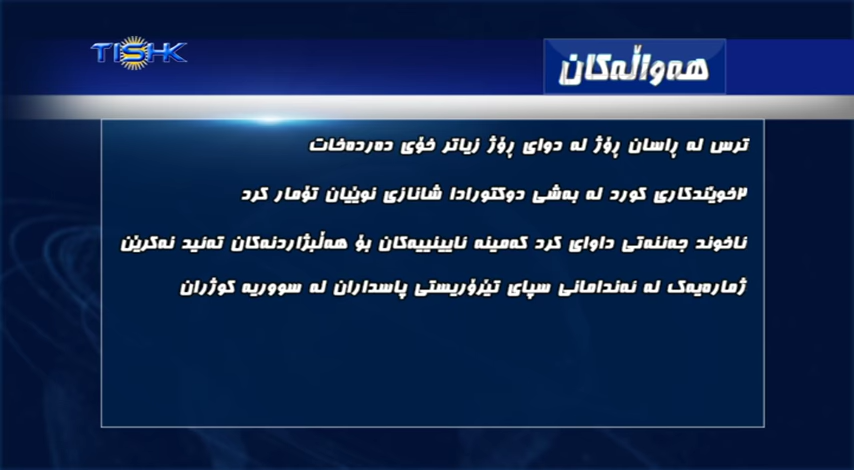 TISHK
هەواڵەکان
ترس لە ڕاسان ڕۆژ لە دوای ڕۆژ زیاتر خۆی دەردەخات
٢خوێندکاری کورد لە بەشی دوکتورادا شانازی نوێیان تۆمار کرد
ئاخوند جەننەتی داوای کرد کەمینە ئایینییەکان بۆ هەڵبژاردنەکان تەئید نەکرێن
ژمارەیەک لە ئەندامانی سپای تێرۆریستی پاسداران لە سووریە کوژران